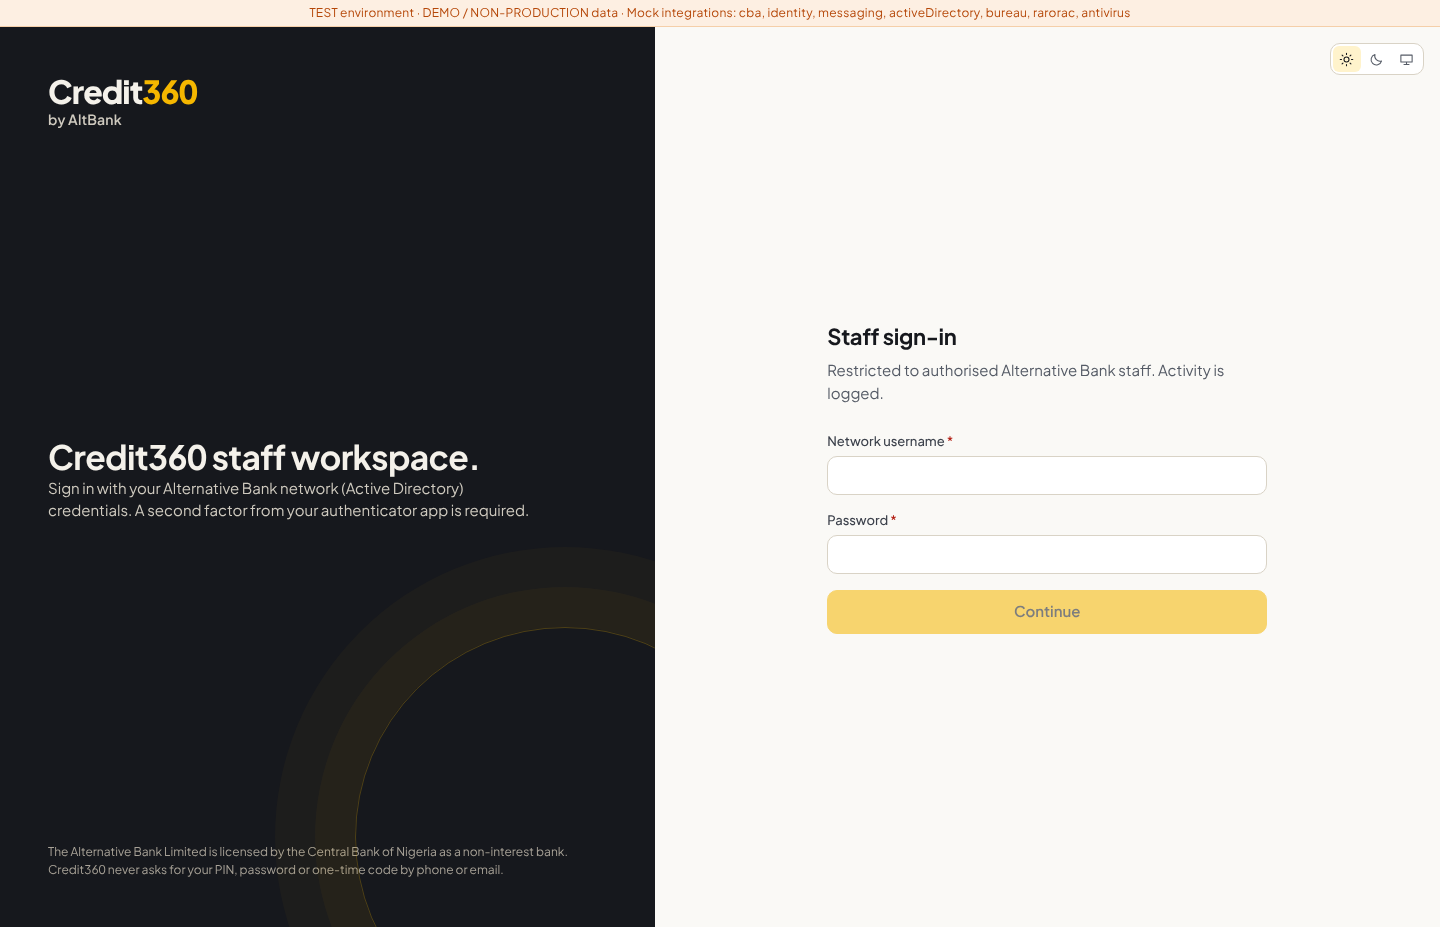 TEST environment · DEMO / NON-PRODUCTION data · Mock integrations: cba, identity, messaging, activeDirectory, bureau, rarorac, antivirus
Credit360
by AltBank
Credit360 staff workspace.
Sign in with your Alternative Bank network (Active Directory)
credentials. A second factor from your authenticator app is required.
The Alternative Bank Limited is licensed by the Central Bank of Nigeria as a non-interest bank.
Credit360 never asks for your PIN, password or one-time code by phone or email.
Staff sign-in
Restricted to authorised Alternative Bank staff. Activity is
logged.
Network username *
Password *
Continue